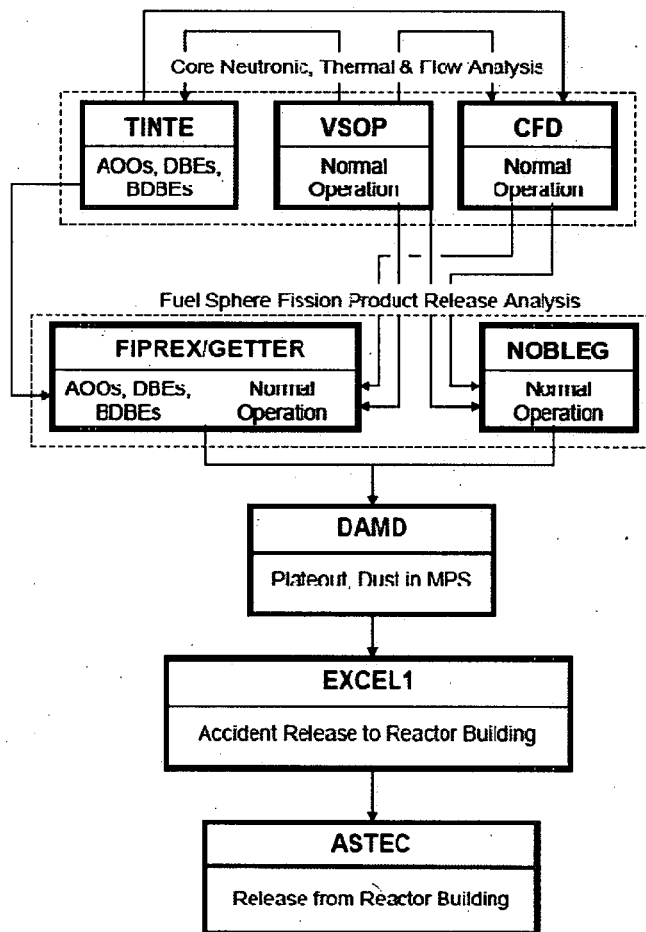 Core Neutronic, Thermal & Flow Analysis
TINTE
AOOs, DBEs,
BDBEs
VSOP
Normal
Operation
CFD
Normal
Operation
Fuel Sphere Fission Product Release Analysis
FIPREX/GETTER
AOOs, DBEs,
BDBEs
Normal
Operation
NOBLEG
Normal
Operation
DAMD
Plateout, Dust in MPS
EXCEL1
Accident Release to Reactor Building
ASTEC
Release from Reactor Building